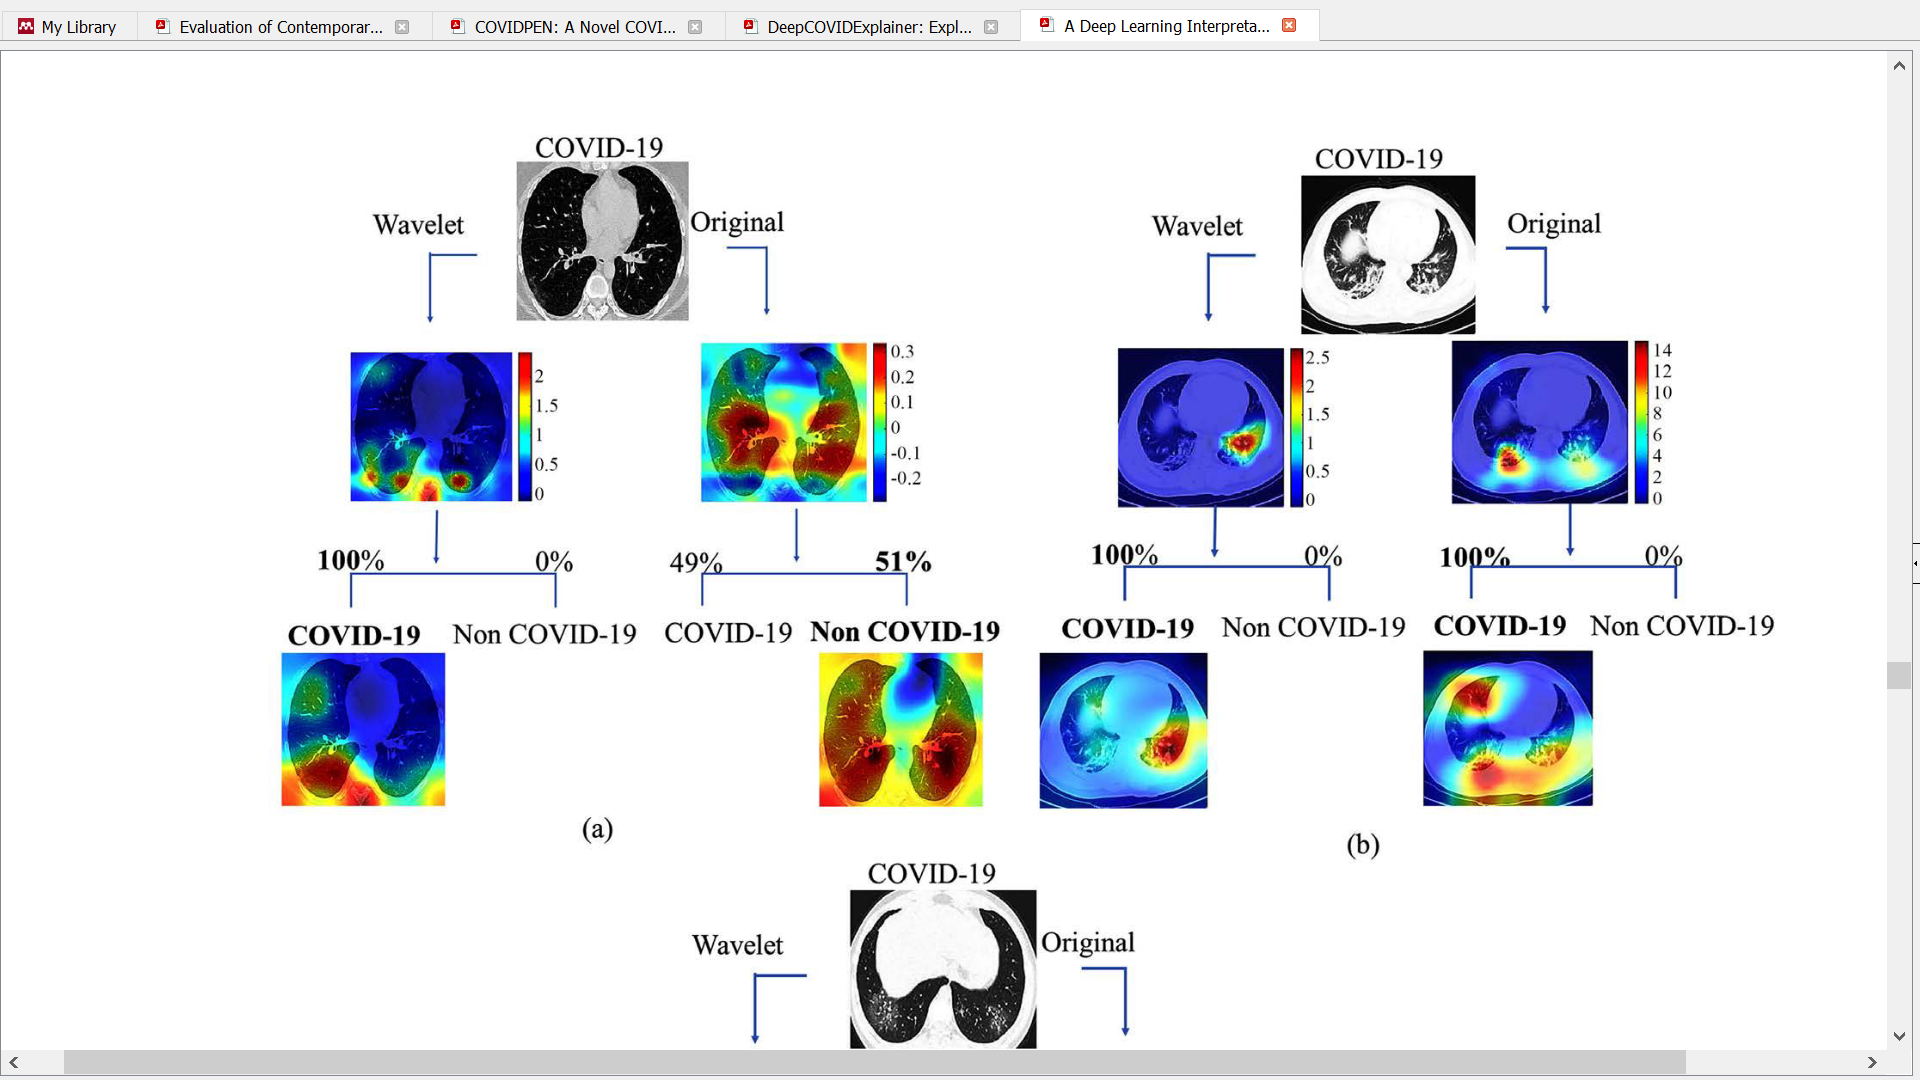 My Library
Evaluation of Contemporar...
COVIDPEN: A Novel COVI...
DeepCOVIDExplainer: Expl...
A Deep Learning Interpreta...
COVID-19
Wavelet
Original
2
1.5
1
0.5
0
0.3
0.2
0.1
0
-0.1
-0.2
100%
0%
49%
51%
COVID-19
Non COVID-19
COVID-19
Non COVID-19
(a)
COVID-19
Wavelet
Original
2.5
2
1.5
1
0.5
0
14
12
10
8
6
4
2
0
100%
0%
100%
0%
COVID-19
Non COVID-19
COVID-19
Non COVID-19
(b)
COVID-19
Wavelet
Original